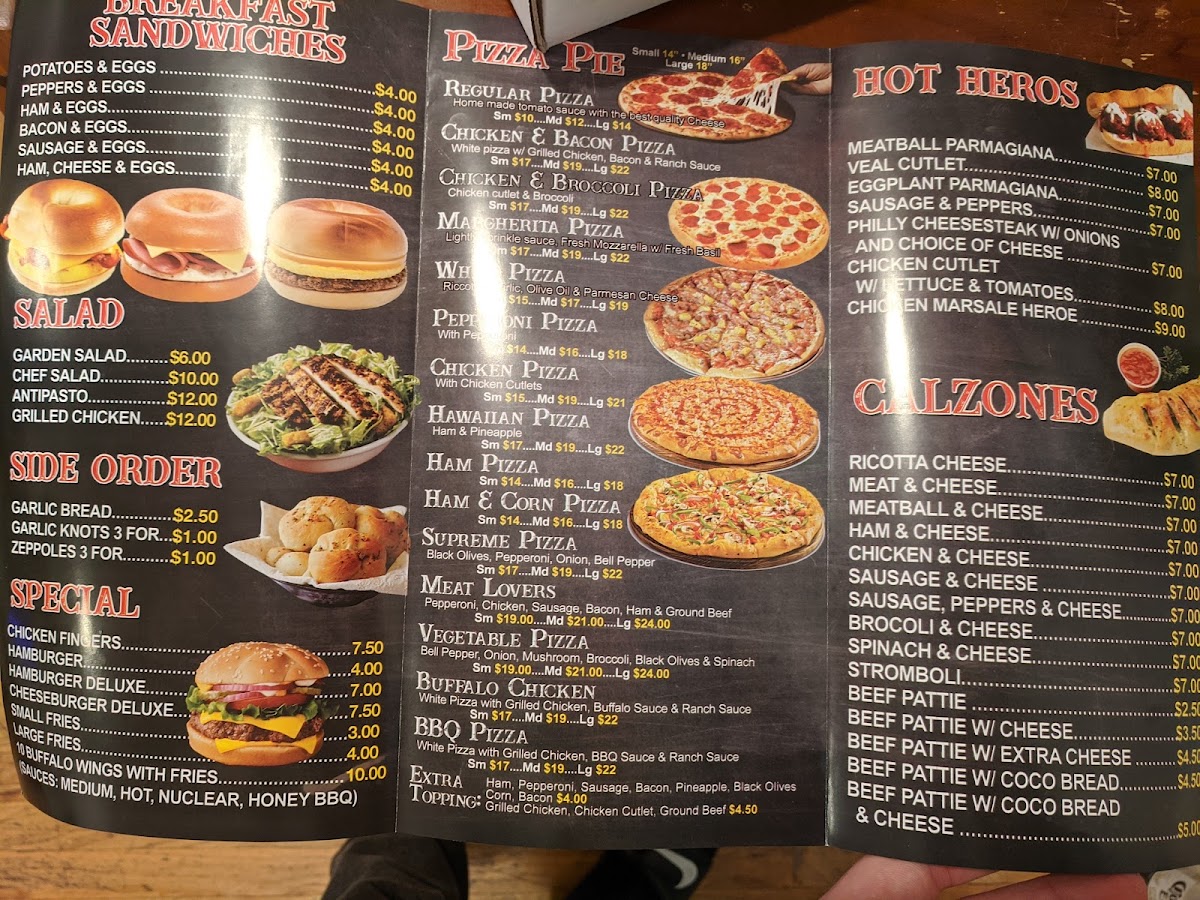 BREAKFAST
SANDWICHES
POTATOES & EGGS ..... $4.00
PEPPERS & EGGS ..... $4.00
HAM & EGGS..... $4.00
BACON & EGGS..... $4.00
SAUSAGE & EGGS..... $4.00
HAM, CHEESE & EGGS..... $4.00
SALAD
GARDEN SALAD.........$6.00
CHEF SALAD..............$10.00
ANTIPASTO................$12.00
GRILLED CHICKEN.....$12.00
SIDE ORDER
GARLIC BREAD...........$2.50
GARLIC KNOTS 3 FOR...$1.00
ZEPPOLES 3 FOR.........$1.00
SPECIAL
CHICKEN FINGERS..... 7.50
HAMBURGER..... 4.00
HAMBURGER DELUXE..... 7.00
CHEESEBURGER DELUXE..... 7.50
SMALL FRIES..... 3.00
LARGE FRIES..... 4.00
10 BUFFALO WINGS WITH FRIES..... 10.00
(SAUCES: MEDIUM, HOT, NUCLEAR, HONEY BBQ)
PIZZA PIE
Small 14" • Medium 16"
Large 18"
REGULAR PIZZA
Home made tomato sauce with the best quality Cheese
Sm $10....Md $12....Lg $14
CHICKEN & BACON PIZZA
White pizza w/ Grilled Chicken, Bacon & Ranch Sauce
Sm $17....Md $19....Lg $22
CHICKEN & BROCCOLI PIZZA
Chicken cutlet & Broccoli
Sm $17....Md $19....Lg $22
MARGHERITA PIZZA
Lightly sprinkle sauce, Fresh Mozzarella w/ Fresh Basil
Sm $17....Md $19....Lg $22
WHITE PIZZA
Ricotta, Garlic, Olive Oil & Parmesan Cheese
$15....Md $17....Lg $19
PEPPERONI PIZZA
With Pepperoni
$14....Md $16....Lg $18
CHICKEN PIZZA
With Chicken Cutlets
Sm $15....Md $19....Lg $21
HAWAIIAN PIZZA
Ham & Pineapple
Sm $17....Md $19....Lg $22
HAM PIZZA
Sm $14....Md $16....Lg $18
HAM & CORN PIZZA
Sm $14....Md $16....Lg $18
SUPREME PIZZA
Black Olives, Pepperoni, Onion, Bell Pepper
Sm $17....Md $19....Lg $22
MEAT LOVERS
Pepperoni, Chicken, Sausage, Bacon, Ham & Ground Beef
Sm $19.00....Md $21.00....Lg $24.00
VEGETABLE PIZZA
Bell Pepper, Onion, Mushroom, Broccoli, Black Olives & Spinach
Sm $19.00....Md $21.00....Lg $24.00
BUFFALO CHICKEN
White Pizza with Grilled Chicken, Buffalo Sauce & Ranch Sauce
Sm $17....Md $19....Lg $22
BBQ PIZZA
White Pizza with Grilled Chicken, BBQ Sauce & Ranch Sauce
Sm $17....Md $19....Lg $22
EXTRA TOPPING:
Ham, Pepperoni, Sausage, Bacon, Pineapple, Black Olives
Corn, Bacon $4.00
Grilled Chicken, Chicken Cutlet, Ground Beef $4.50
HOT HEROS
MEATBALL PARMAGIANA..... $7.00
VEAL CUTLET..... $8.00
EGGPLANT PARMAGIANA..... $7.00
SAUSAGE & PEPPERS..... $7.00
PHILLY CHEESESTEAK W/ ONIONS
AND CHOICE OF CHEESE ..... $7.00
CHICKEN CUTLET
W/ LETTUCE & TOMATOES..... $8.00
CHICKEN MARSALE HEROE ..... $9.00
CALZONES
RICOTTA CHEESE..... $7.00
MEAT & CHEESE..... $7.00
MEATBALL & CHEESE..... $7.00
HAM & CHEESE..... $7.00
CHICKEN & CHEESE..... $7.00
SAUSAGE & CHEESE ..... $7.00
SAUSAGE, PEPPERS & CHEESE..... $7.00
BROCOLI & CHEESE..... $7.00
SPINACH & CHEESE..... $7.00
STROMBOLI..... $7.00
BEEF PATTIE ..... $2.50
BEEF PATTIE W/ CHEESE..... $3.50
BEEF PATTIE W/ EXTRA CHEESE ..... $4.50
BEEF PATTIE W/ COCO BREAD..... $4.50
BEEF PATTIE W/ COCO BREAD
& CHEESE ..... $5.00